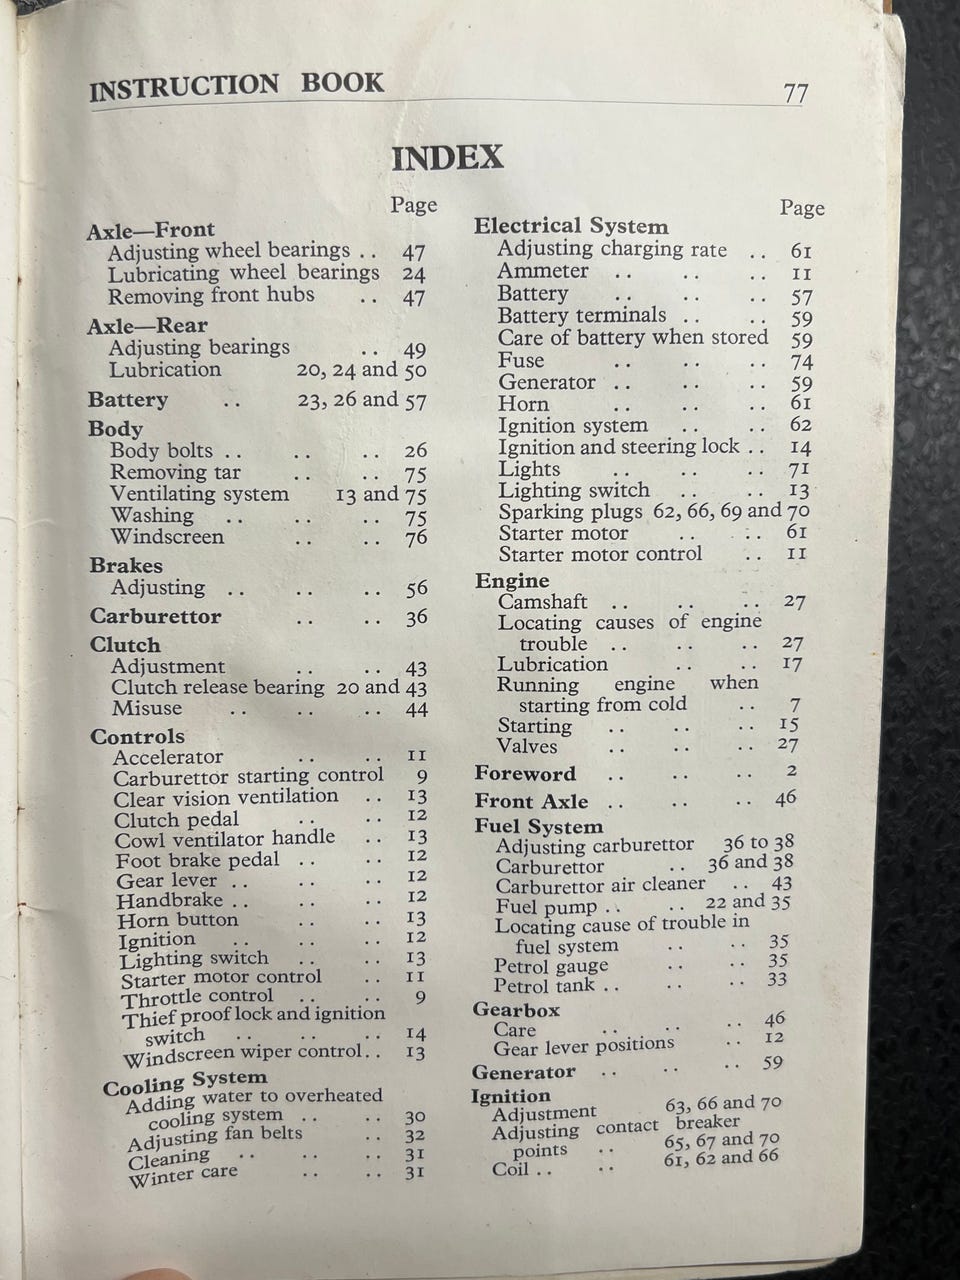 INSTRUCTION BOOK 77
INDEX
Page
Axle—Front
Adjusting wheel bearings .. 47
Lubricating wheel bearings 24
Removing front hubs .. 47
Axle—Rear
Adjusting bearings .. 49
Lubrication 20, 24 and 50
Battery .. 23, 26 and 57
Body
Body bolts .. .. .. 26
Removing tar .. .. 75
Ventilating system 13 and 75
Washing .. .. .. 75
Windscreen .. .. 76
Brakes
Adjusting .. .. .. 56
Carburettor .. .. 36
Clutch
Adjustment .. .. 43
Clutch release bearing 20 and 43
Misuse .. .. .. 44
Controls
Accelerator .. .. 11
Carburettor starting control 9
Clear vision ventilation .. 13
Clutch pedal .. .. 12
Cowl ventilator handle .. 13
Foot brake pedal .. .. 12
Gear lever .. .. .. 12
Handbrake .. .. .. 12
Horn button .. .. 13
Ignition .. .. .. 12
Lighting switch .. .. 13
Starter motor control .. 11
Throttle control .. .. 9
Thief proof lock and ignition
switch .. .. .. 14
Windscreen wiper control .. 13
Cooling System
Adding water to overheated
cooling system .. .. 30
Adjusting fan belts .. 32
Cleaning .. .. .. 31
Winter care .. .. 31
Page
Electrical System
Adjusting charging rate .. 61
Ammeter .. .. .. 11
Battery .. .. .. 57
Battery terminals .. .. 59
Care of battery when stored 59
Fuse .. .. .. 74
Generator .. .. .. 59
Horn .. .. .. 61
Ignition system .. .. 62
Ignition and steering lock .. 14
Lights .. .. .. 71
Lighting switch .. .. 13
Sparking plugs 62, 66, 69 and 70
Starter motor .. .. 61
Starter motor control .. 11
Engine
Camshaft .. .. .. 27
Locating causes of engine
trouble .. .. .. 27
Lubrication .. .. 17
Running engine when
starting from cold .. 7
Starting .. .. .. 15
Valves .. .. .. 27
Foreword .. .. .. 2
Front Axle .. .. .. 46
Fuel System
Adjusting carburettor 36 to 38
Carburettor .. 36 and 38
Carburettor air cleaner .. 43
Fuel pump .. .. 22 and 35
Locating cause of trouble in
fuel system .. .. 35
Petrol gauge .. .. 35
Petrol tank .. .. .. 33
Gearbox
Care .. .. .. 46
Gear lever positions .. 12
Generator .. .. .. 59
Ignition
Adjustment 63, 66 and 70
Adjusting contact breaker
points .. 65, 67 and 70
Coil .. .. 61, 62 and 66